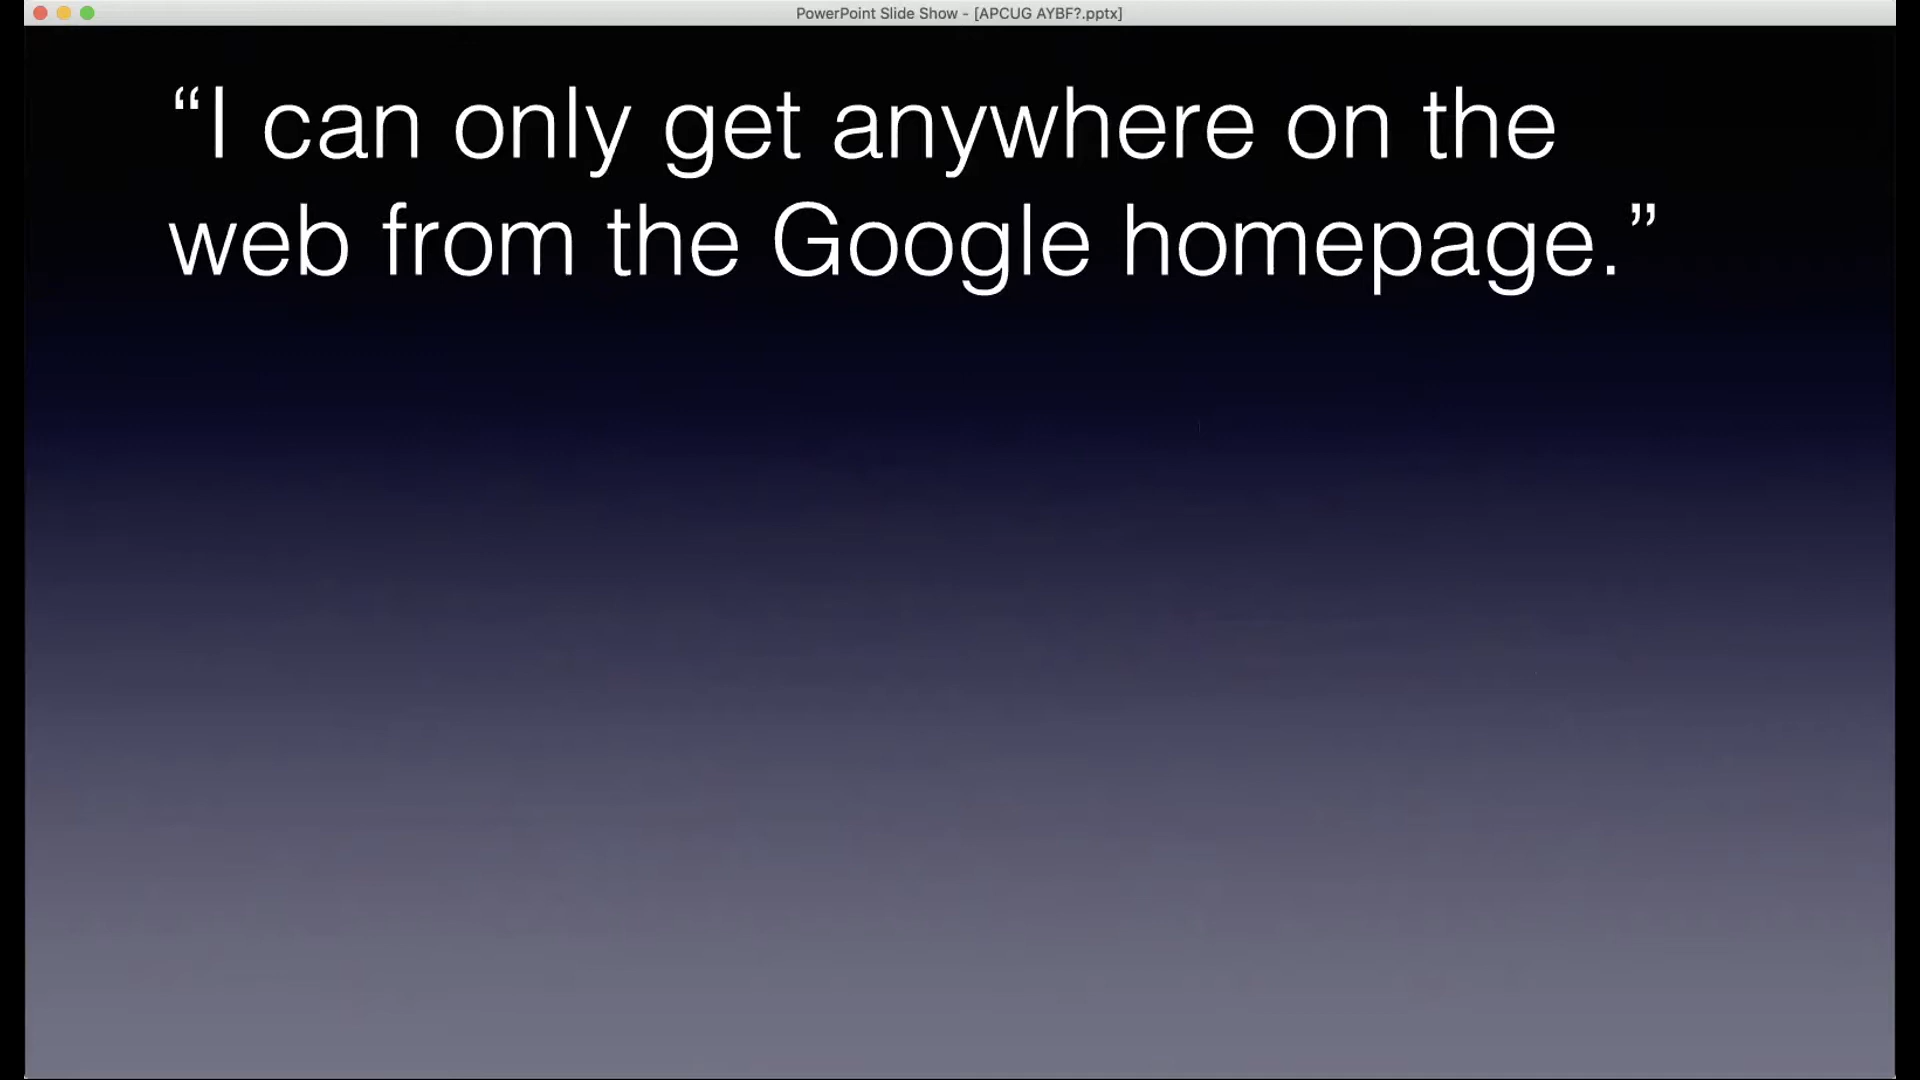 PowerPoint Slide Show - [APCUG AYBF?.pptx]
“I can only get anywhere on the
web from the Google homepage.”